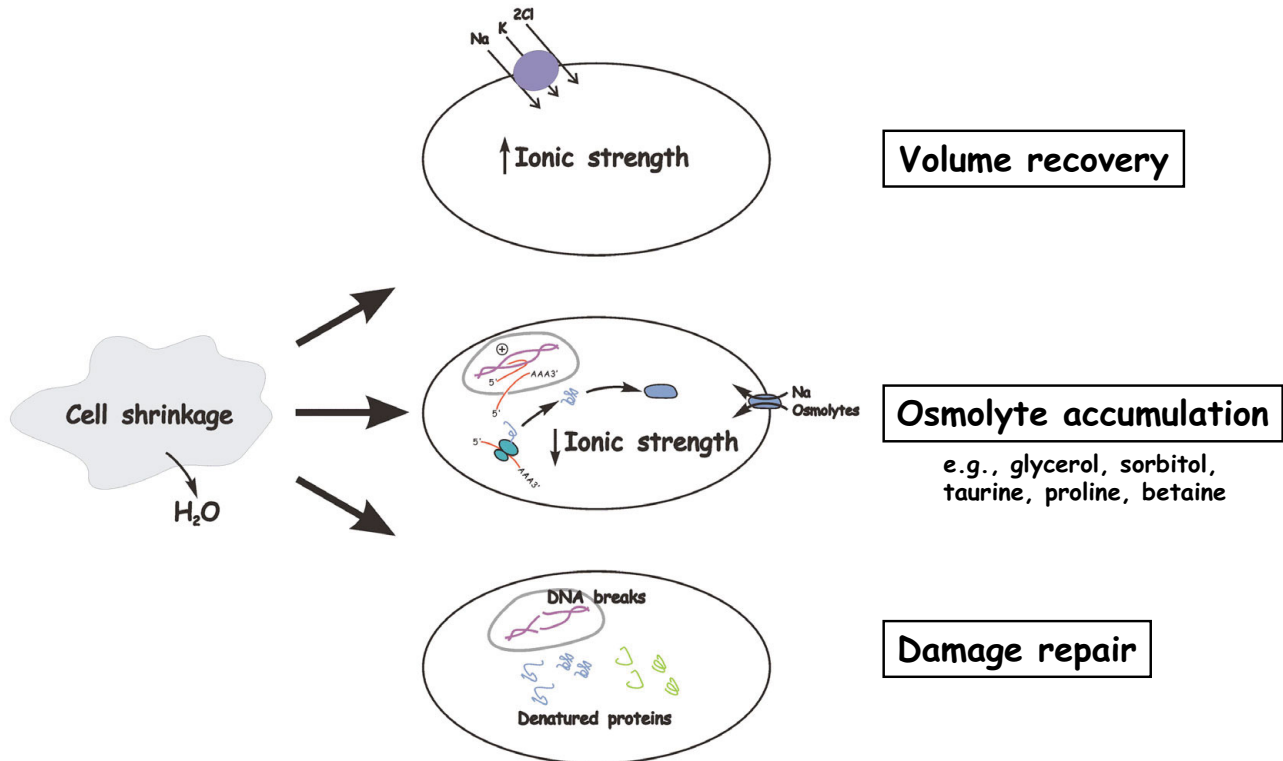 Na
K
2Cl
Ionic strength
Volume recovery
Cell shrinkage
H₂O
5'
AAA3'
5'
5'
AAA3'
Ionic strength
Na
Osmolytes
Osmolyte accumulation
e.g., glycerol, sorbitol,
taurine, proline, betaine
DNA breaks
Denatured proteins
Damage repair